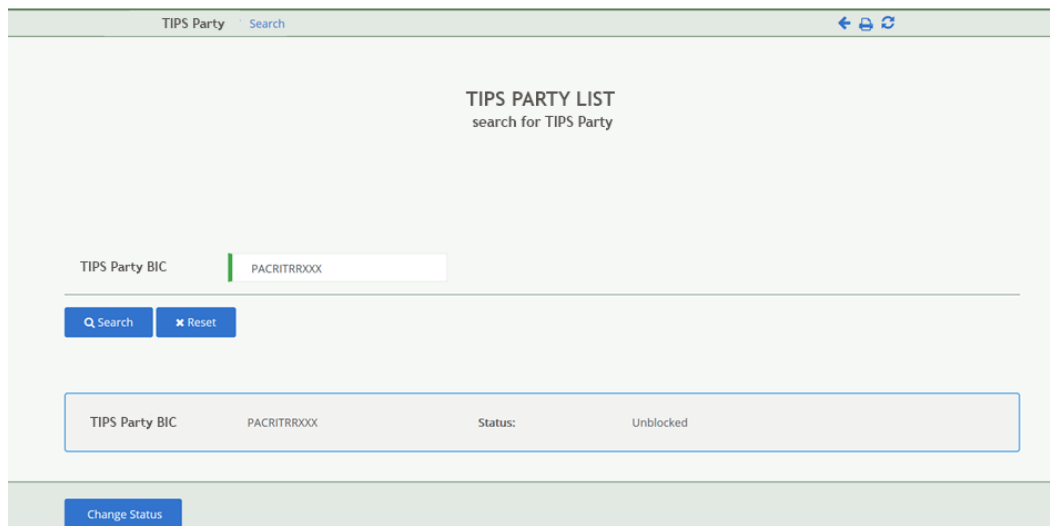 TIPS Party Search
TIPS PARTY LIST
search for TIPS Party
TIPS Party BIC PACRITRRXXX
Search Reset
TIPS Party BIC PACRITRRXXX Status: Unblocked
Change Status